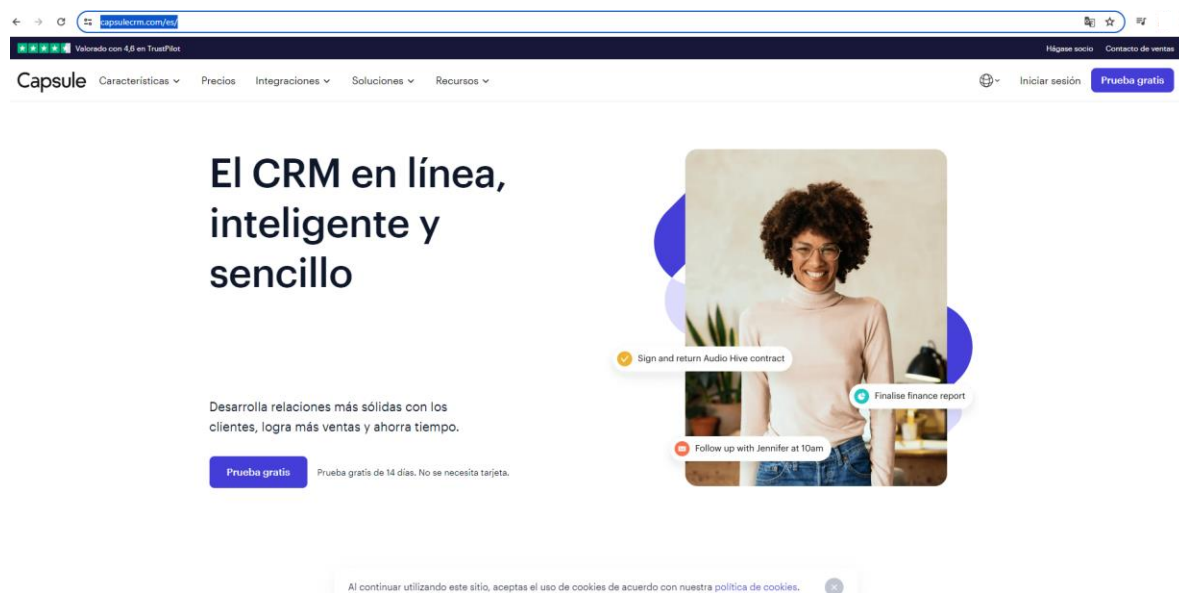 capsulecrm.com/es/
Valorado con 4,6 en TrustPilot
Hágase socio Contacto de ventas
Capsule Características Precios Integraciones Soluciones Recursos Iniciar sesión Prueba gratis
El CRM en línea,
inteligente y
sencillo
Sign and return Audio Hive contract
Finalise finance report
Follow up with Jennifer at 10am
Desarrolla relaciones más sólidas con los
clientes, logra más ventas y ahorra tiempo.
Prueba gratis Prueba gratis de 14 días. No se necesita tarjeta.
Al continuar utilizando este sitio, aceptas el uso de cookies de acuerdo con nuestra política de cookies.